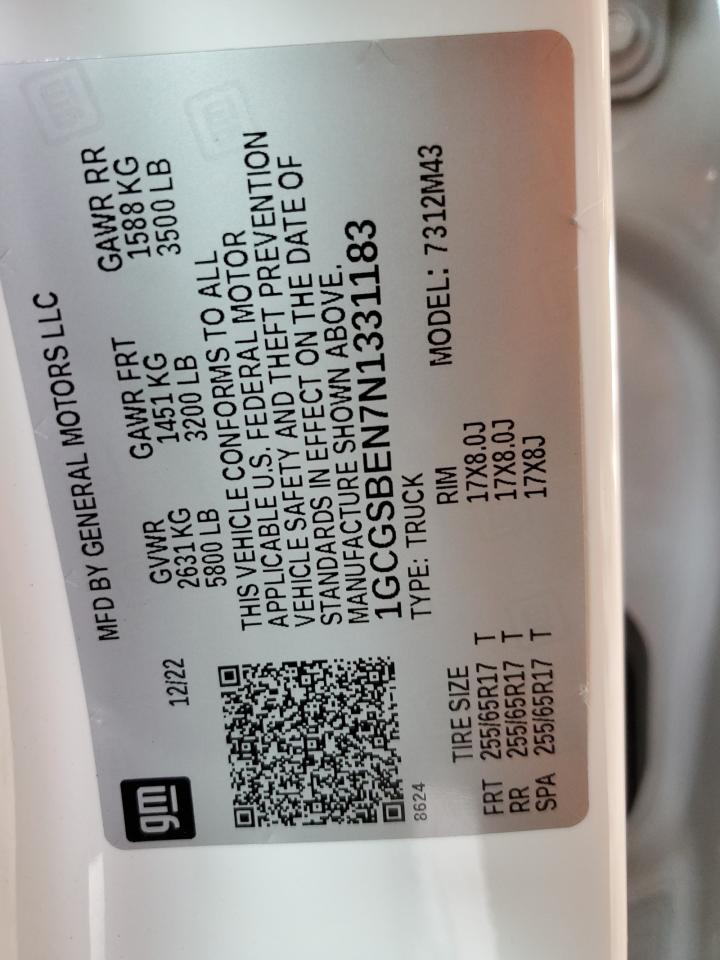 gm
12/22
MFD BY GENERAL MOTORS LLC
GVWR GAWR FRT GAWR RR
2631 KG 1451 KG 1588 KG
5800 LB 3200 LB 3500 LB
THIS VEHICLE CONFORMS TO ALL
APPLICABLE U.S. FEDERAL MOTOR
VEHICLE SAFETY AND THEFT PREVENTION
STANDARDS IN EFFECT ON THE DATE OF
MANUFACTURE SHOWN ABOVE.
1GCGSBEN7N1331183
TYPE: TRUCK MODEL: 7312M43
8624
TIRE SIZE RIM
FRT 255/65R17 T 17X8.0J
RR 255/65R17 T 17X8.0J
SPA 255/65R17 T 17X8J